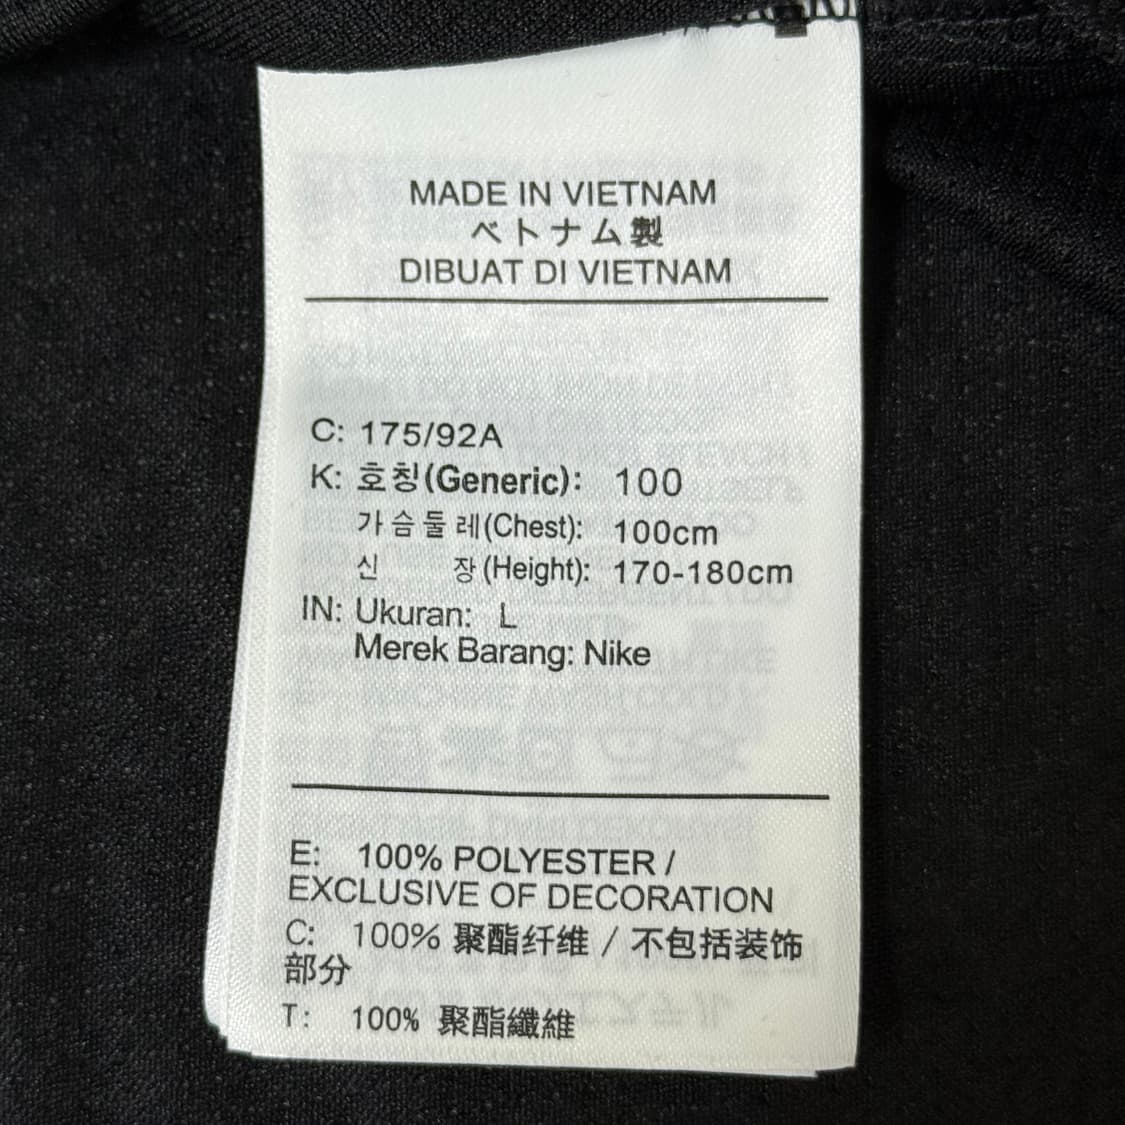 MADE IN VIETNAM
ベトナム製
DIBUAT DI VIETNAM
C: 175/92A
K: 호칭(Generic): 100
가슴둘레(Chest): 100cm
신 장(Height): 170-180cm
IN: Ukuran: L
Merek Barang: Nike
E: 100% POLYESTER /
EXCLUSIVE OF DECORATION
C: 100% 聚酯纤维 / 不包括装饰
部分
T: 100% 聚酯纖維